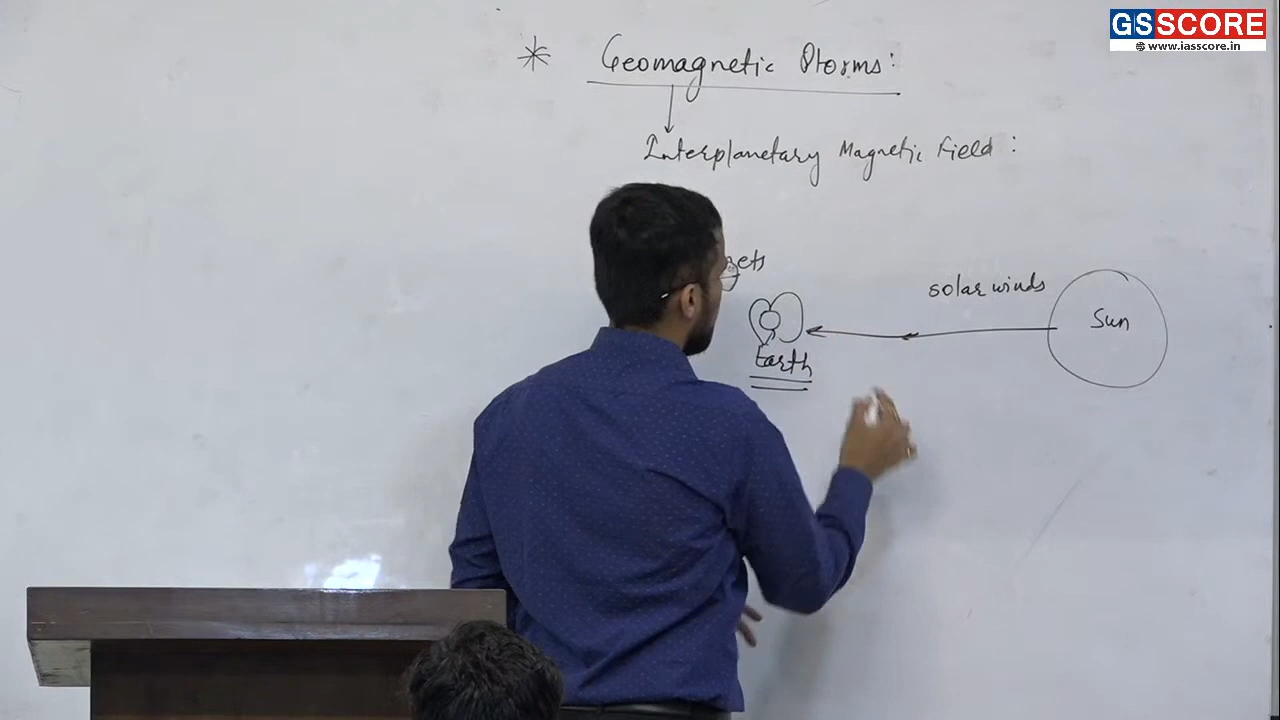 GSSCORE
www.iasscore.in
* Geomagnetic Storms:
Interplanetary Magnetic Field:
solar winds
Sun
Earth